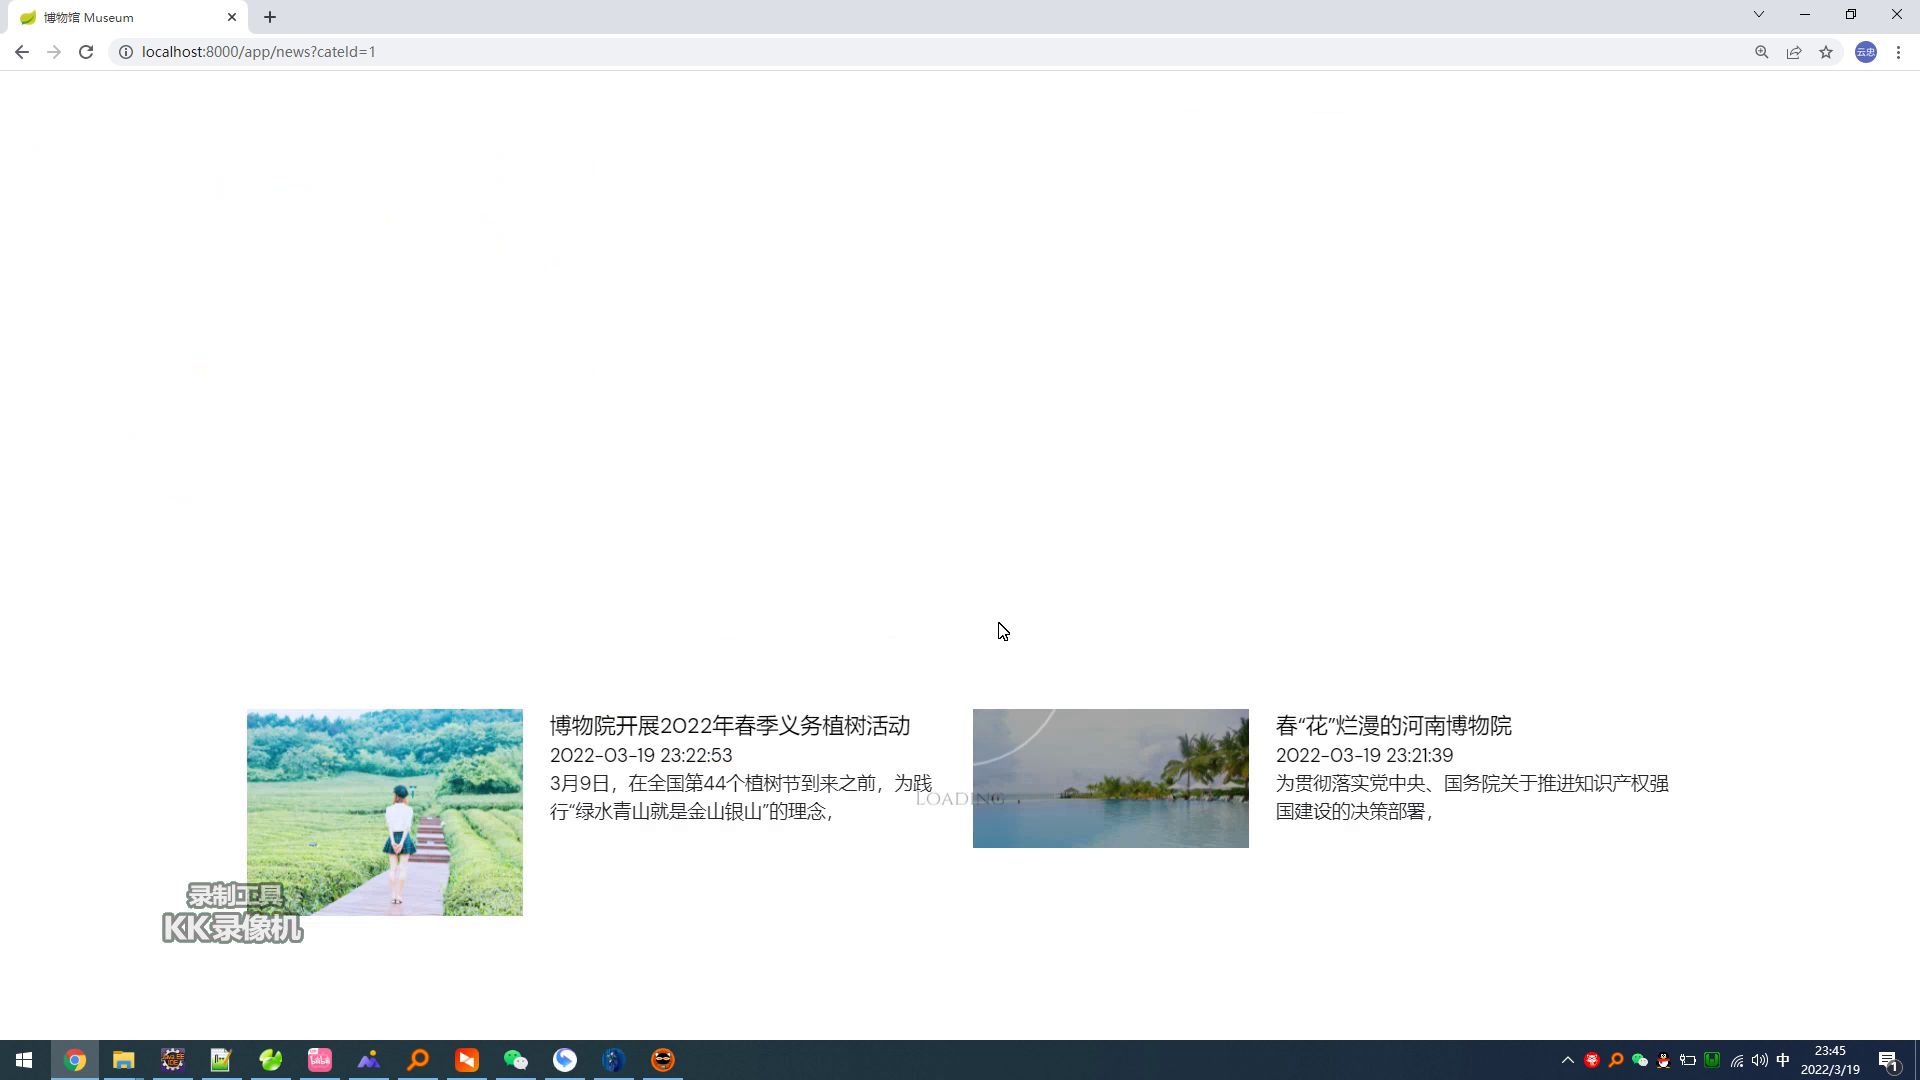 博物馆 Museum
localhost:8000/app/news?cateId=1
云忠
博物院开展2022年春季义务植树活动
2022-03-19 23:22:53
3月9日，在全国第44个植树节到来之前，为践
行“绿水青山就是金山银山”的理念，
LOADING
春“花”烂漫的河南博物院
2022-03-19 23:21:39
为贯彻落实党中央、国务院关于推进知识产权强
国建设的决策部署，
录制工具
KK录像机
中
23:45
2022/3/19
1